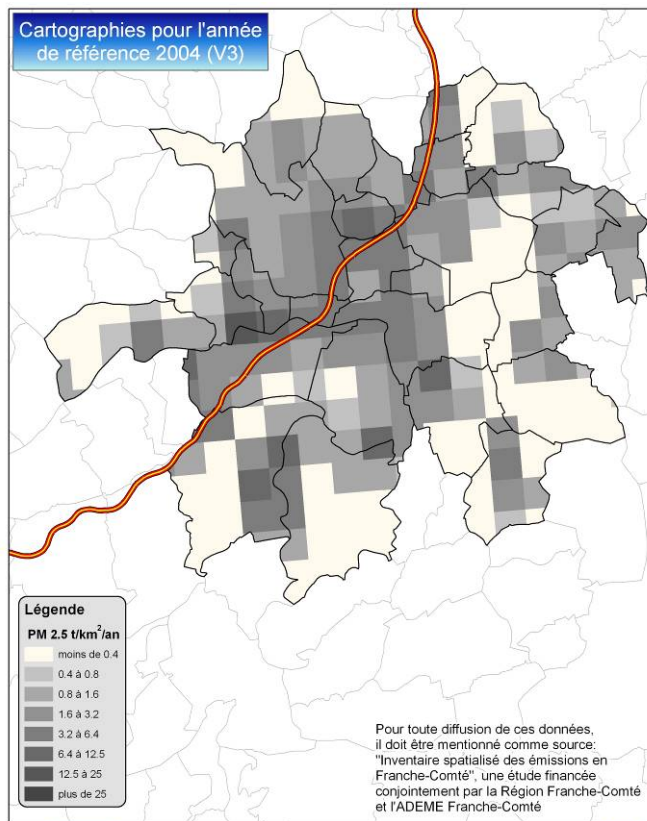 Cartographies pour l'année
de référence 2004 (V3)
Légende
PM 2.5 t/km²/an
moins de 0.4
0.4 à 0.8
0.8 à 1.6
1.6 à 3.2
3.2 à 6.4
6.4 à 12.5
12.5 à 25
plus de 25
Pour toute diffusion de ces données,
il doit être mentionné comme source:
"Inventaire spatialisé des émissions en
Franche-Comté", une étude financée
conjointement par la Région Franche-Comté
et l'ADEME Franche-Comté